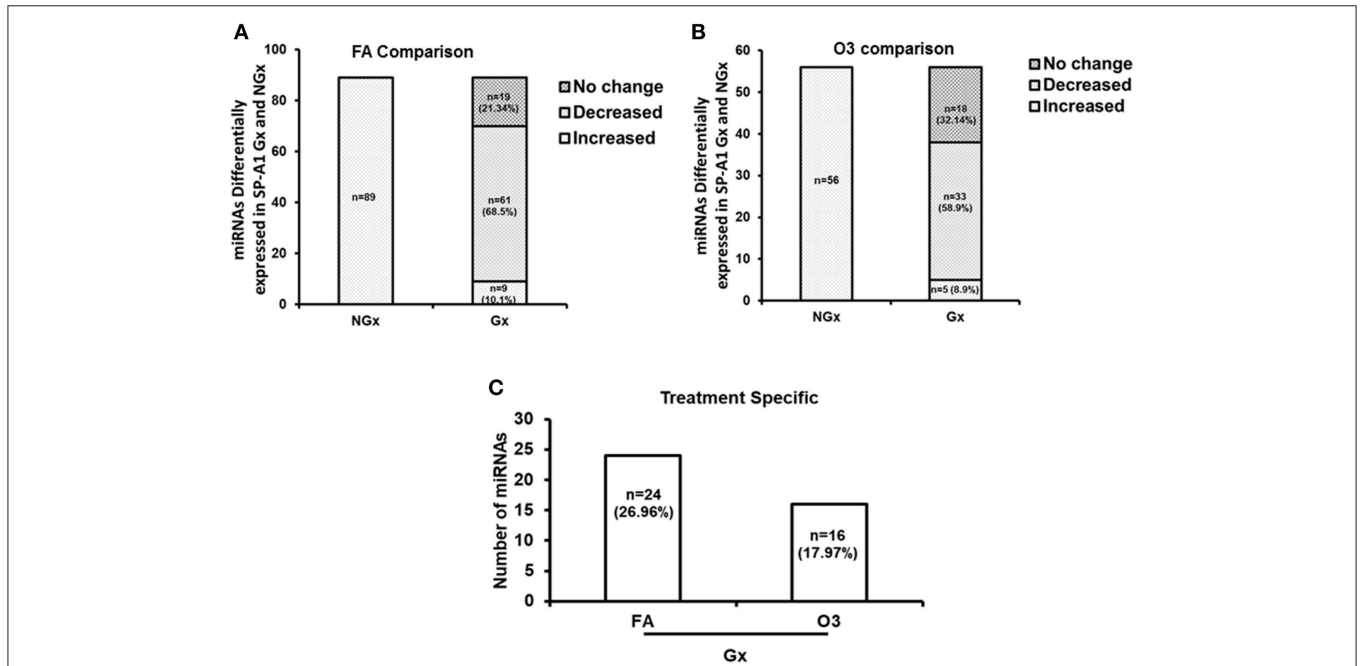 A
FA Comparison
miRNAs Differentially
expressed in SP-A1 Gx and NGx
100
80
60
40
20
0
n=89
n=19
(21.34%)
n=61
(68.5%)
n=9
(10.1%)
NGx
Gx
No change
Decreased
Increased
B
O3 comparison
miRNAs Differentially
expressed in SP-A1 Gx and NGx
60
50
40
30
20
10
0
n=56
n=18
(32.14%)
n=33
(58.9%)
n=5 (8.9%)
NGx
Gx
No change
Decreased
Increased
C
Treatment Specific
Number of miRNAs
30
25
20
15
10
5
0
n=24
(26.96%)
n=16
(17.97%)
FA
O3
Gx